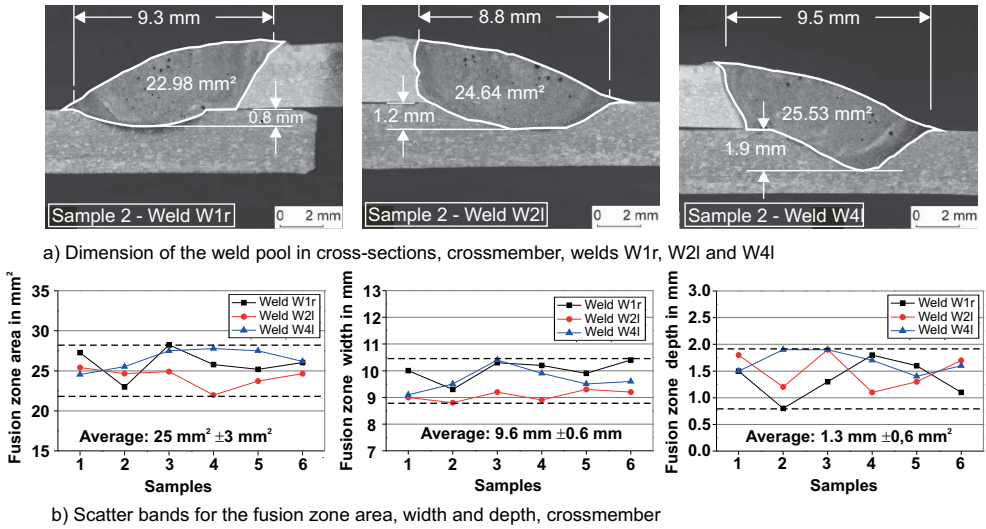 9.3 mm
22.98 mm²
0.8 mm
Sample 2 - Weld W1r
0 2 mm
8.8 mm
24.64 mm²
1.2 mm
Sample 2 - Weld W2l
0 2 mm
9.5 mm
25.53 mm²
1.9 mm
Sample 2 - Weld W4l
0 2 mm
a) Dimension of the weld pool in cross-sections, crossmember, welds W1r, W2l and W4l
Fusion zone area in mm²
35
30
25
20
15
Weld W1r
Weld W2l
Weld W4l
Average: 25 mm² ±3 mm²
1 2 3 4 5 6
Samples
Fusion zone width in mm
13
12
11
10
9
8
7
Weld W1r
Weld W2l
Weld W4l
Average: 9.6 mm ±0.6 mm
1 2 3 4 5 6
Samples
Fusion zone depth in mm
3.0
2.5
2.0
1.5
1.0
0.5
0.0
Weld W1r
Weld W2l
Weld W4l
Average: 1.3 mm ±0,6 mm²
1 2 3 4 5 6
Samples
b) Scatter bands for the fusion zone area, width and depth, crossmember